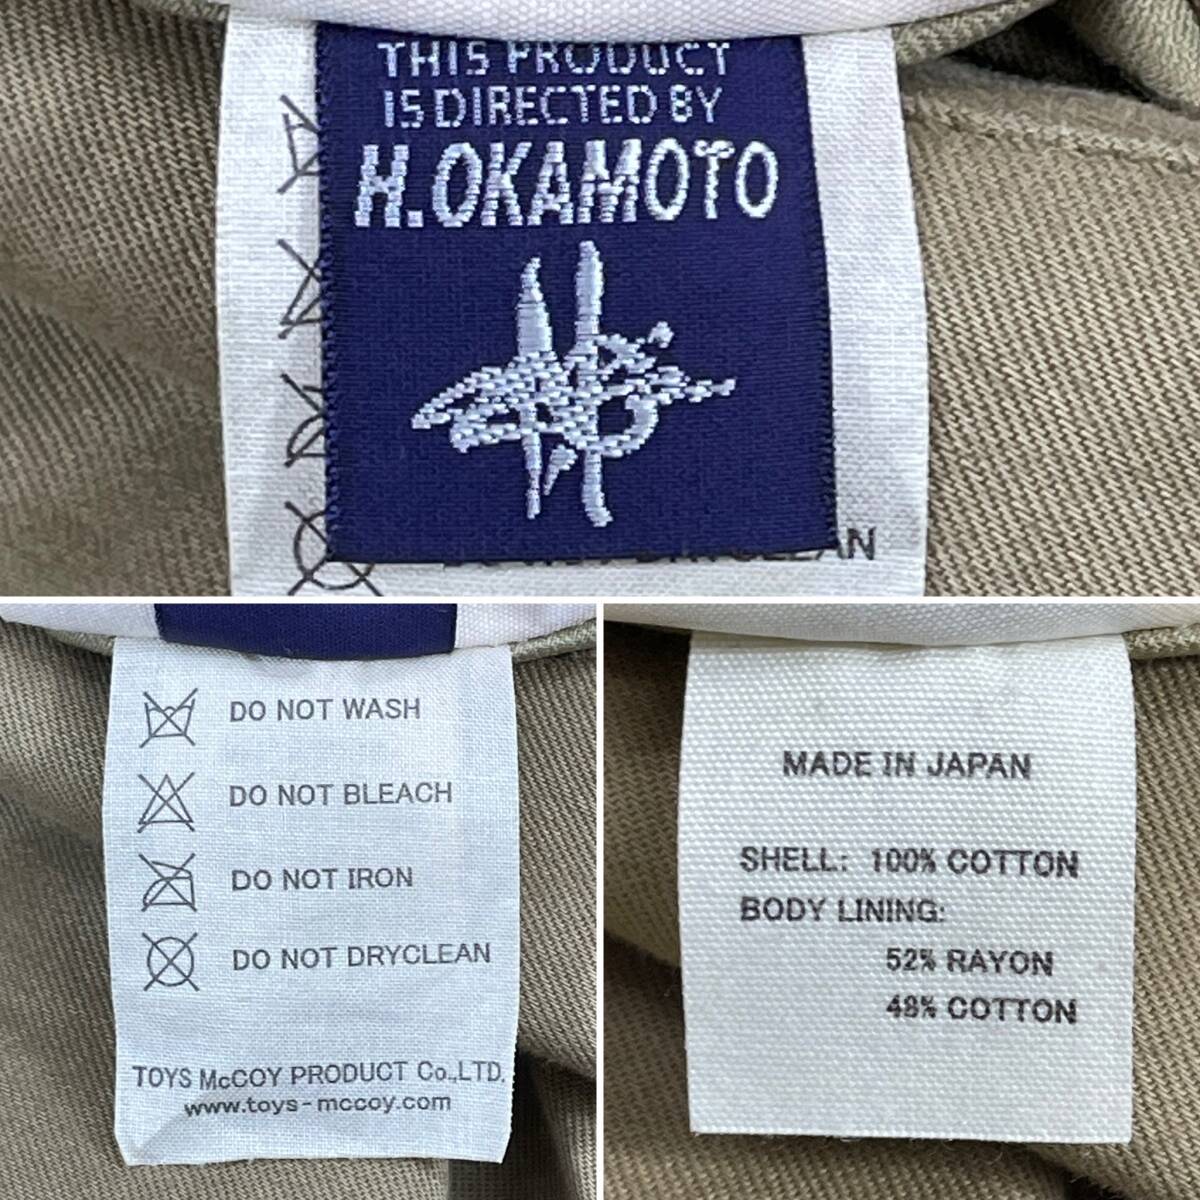 THIS PRODUCT
IS DIRECTED BY
H.OKAMOTO
AN
DO NOT WASH
DO NOT BLEACH
DO NOT IRON
DO NOT DRYCLEAN
TOYS McCOY PRODUCT Co.,LTD.
www.toys-mccoy.com
MADE IN JAPAN
SHELL: 100% COTTON
BODY LINING:
52% RAYON
48% COTTON